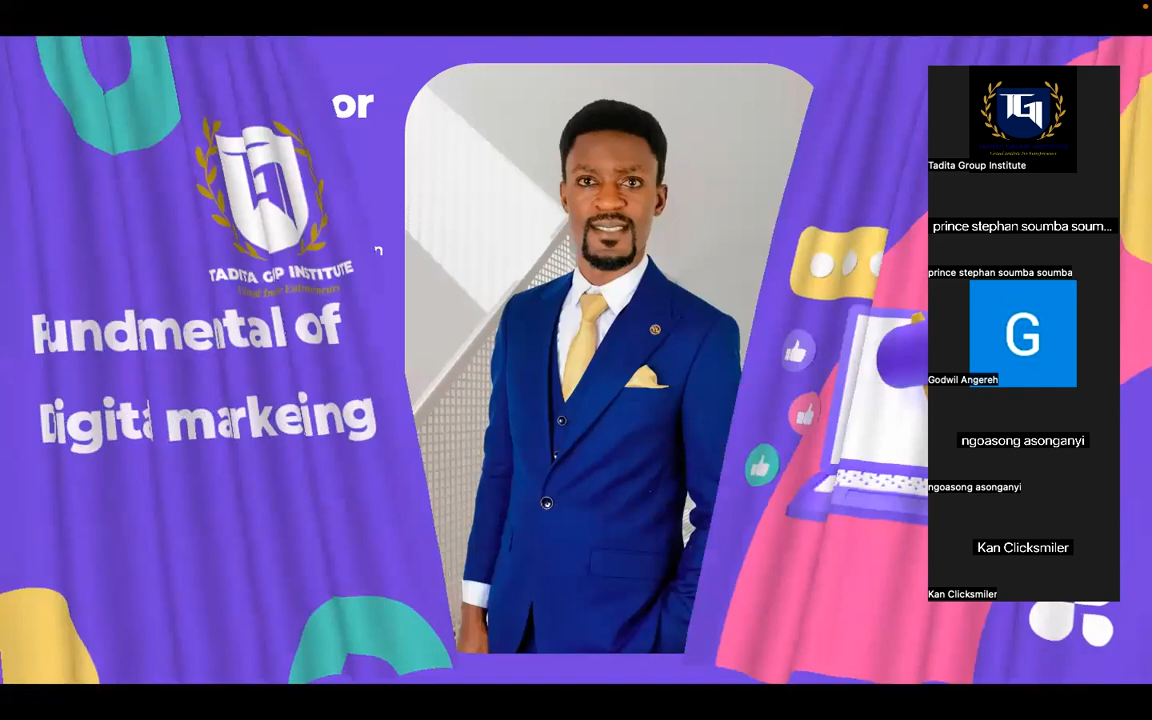 or
n
TADITA GP INSTITUTE
Fundmental of
Digita markeing
Tadita Group Institute
prince stephan soumba soum...
prince stephan soumba soumba
G
Godwil Angereh
ngoasong asonganyi
ngoasong asonganyi
Kan Clicksmiler
Kan Clicksmiler